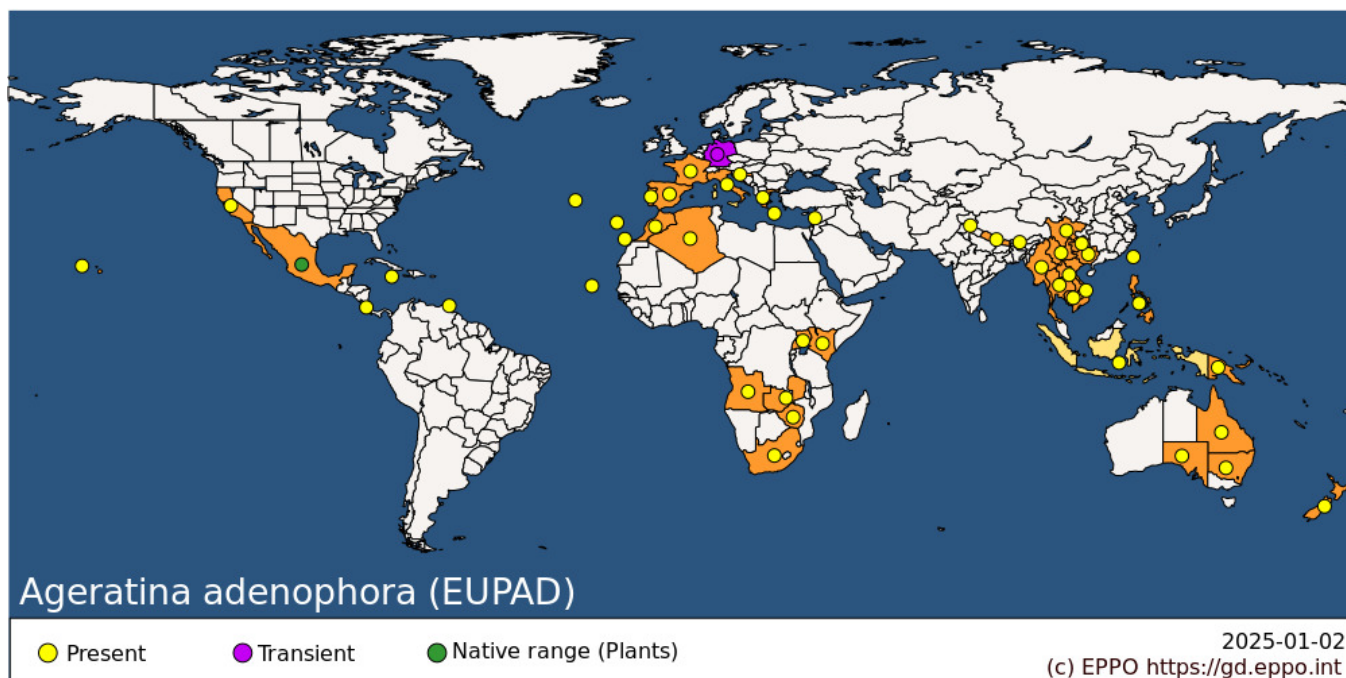 Ageratina adenophora (EUPAD)
Present
Transient
Native range (Plants)
2025-01-02
(c) EPPO https://gd.eppo.int